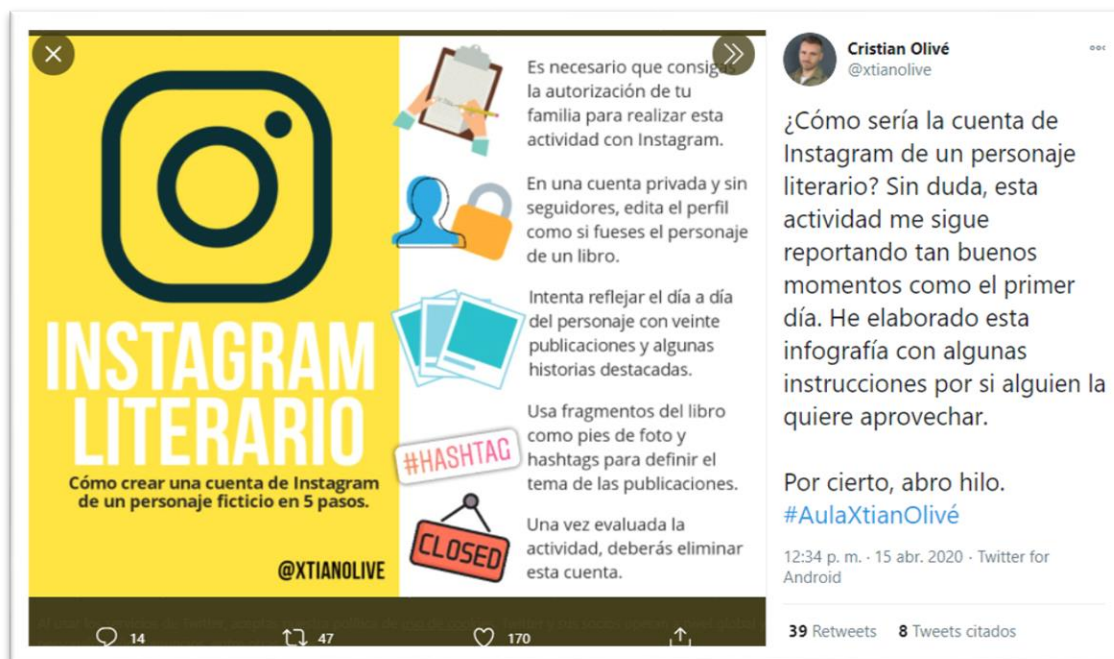 INSTAGRAM
LITERARIO
Cómo crear una cuenta de Instagram
de un personaje ficticio en 5 pasos.
@XTIANOLIVE
Es necesario que consigas
la autorización de tu
familia para realizar esta
actividad con Instagram.
En una cuenta privada y sin
seguidores, edita el perfil
como si fueses el personaje
de un libro.
Intenta reflejar el día a día
del personaje con veinte
publicaciones y algunas
historias destacadas.
#HASHTAG
Usa fragmentos del libro
como pies de foto y
hashtags para definir el
tema de las publicaciones.
CLOSED
Una vez evaluada la
actividad, deberás eliminar
esta cuenta.
14
47
170
Cristian Olivé
@xtianolive
¿Cómo sería la cuenta de
Instagram de un personaje
literario? Sin duda, esta
actividad me sigue
reportando tan buenos
momentos como el primer
día. He elaborado esta
infografía con algunas
instrucciones por si alguien la
quiere aprovechar.
Por cierto, abro hilo.
#AulaXtianOlivé
12:34 p. m. · 15 abr. 2020 · Twitter for
Android
39 Retweets 8 Tweets citados